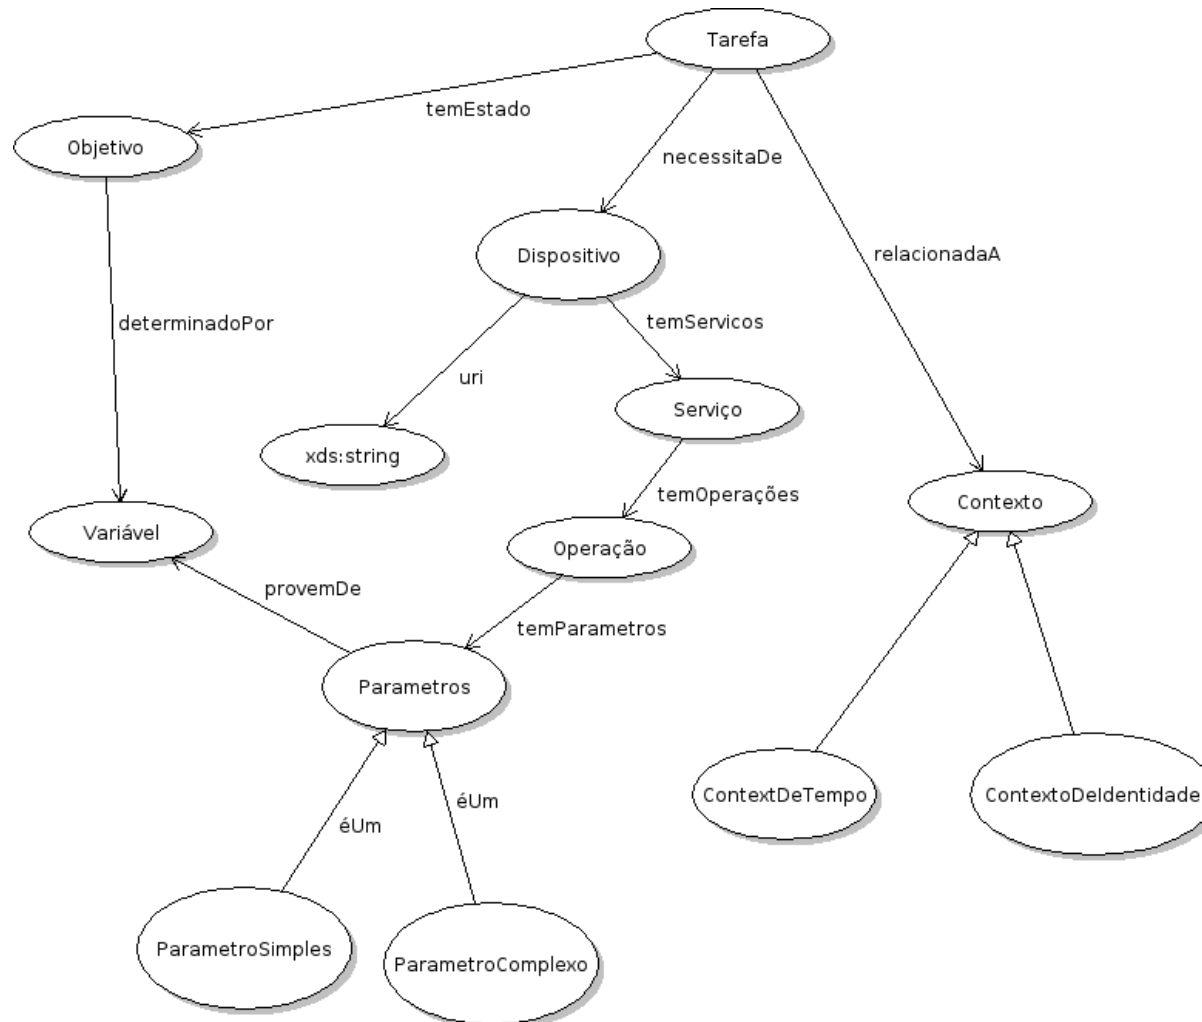 Tarefa
temEstado
Objetivo
necessitaDe
Dispositivo
relacionadaA
determinadoPor
temServicos
uri
Serviço
xds:string
temOperações
Contexto
Variável
Operação
provemDe
temParametros
Parametros
ContextDeTempo
ContextoDeIdentidade
éUm
éUm
ParametroSimples
ParametroComplexo